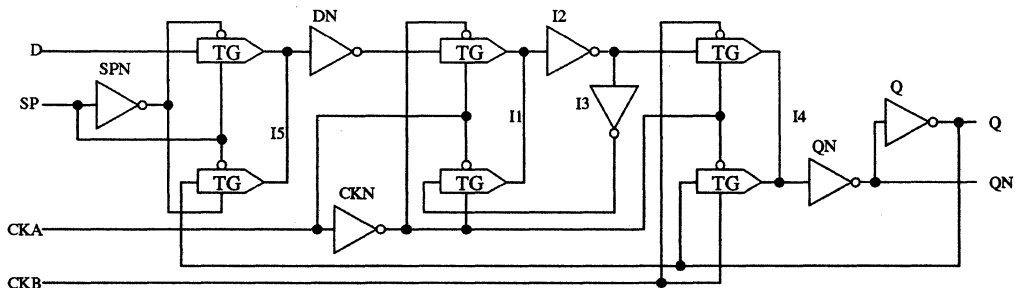 DN
I2
D
TG
TG
TG
SPN
SP
I3
I5
I1
I4
Q
Q
QN
TG
TG
TG
QN
CKN
CKA
CKB